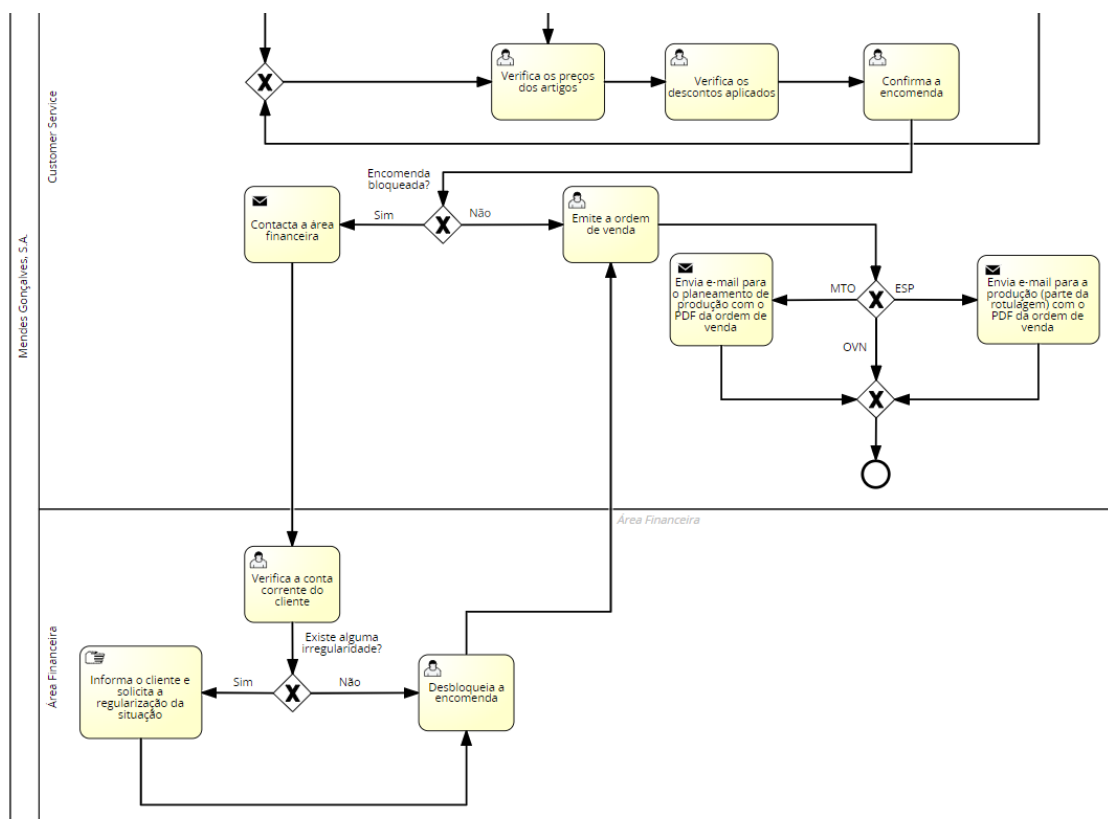 Mendes Gonçalves, S.A.
Customer Service
Verifica os preços
dos artigos
Verifica os
descontos aplicados
Confirma a
encomenda
Encomenda
bloqueada?
Contacta a área
financeira
Sim
Não
Emite a ordem
de venda
Envia e-mail para
o planeamento de
produção com o
PDF da ordem de
venda
MTO
ESP
Envia e-mail para a
produção (parte da
rotulagem) com o
PDF da ordem de
venda
OVN
Área Financeira
Área Financeira
Verifica a conta
corrente do
cliente
Existe alguma
irregularidade?
Informa o cliente e
solicita a
regularização da
situação
Sim
Não
Desbloqueia a
encomenda